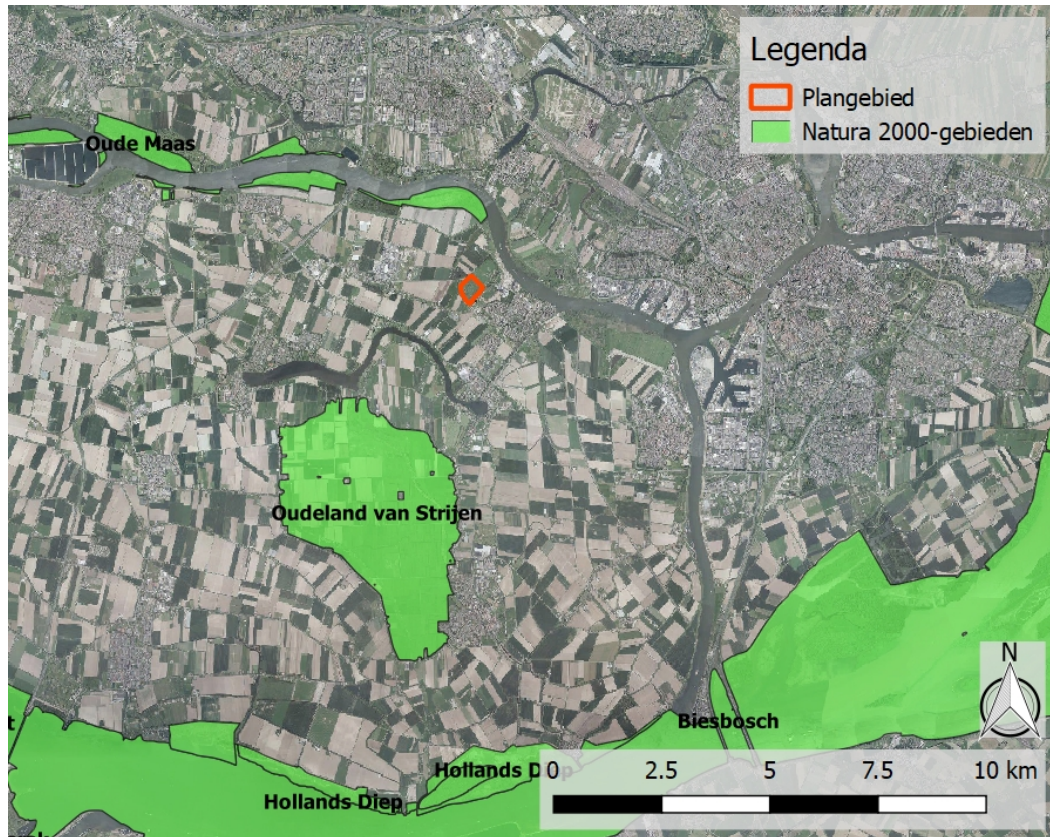 Legenda
Plangebied
Natura 2000-gebieden
Oude Maas
Oudeland van Strijen
N
Biesbosch
t
Hollands Diep
0 2.5 5 7.5 10 km
Hollands Diep